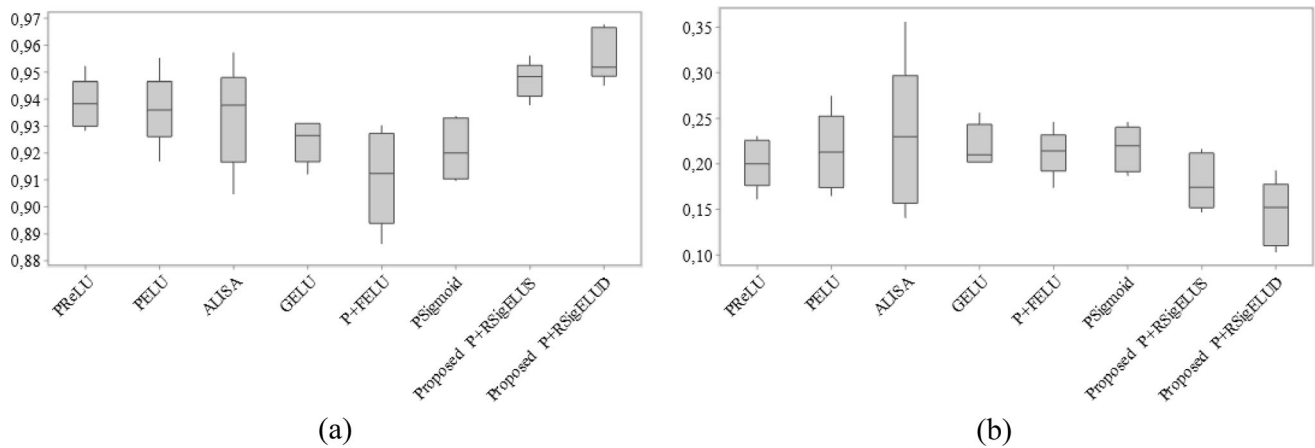 0,97
0,96
0,95
0,94
0,93
0,92
0,91
0,90
0,89
0,88
PReLU
PELU
ALISA
GELU
P+FELU
PSigmoid
Proposed P+RSigELUS
Proposed P+RSigELUD
(a)
0,35
0,30
0,25
0,20
0,15
0,10
PReLU
PELU
ALISA
GELU
P+FELU
PSigmoid
Proposed P+RSigELUS
Proposed P+RSigELUD
(b)